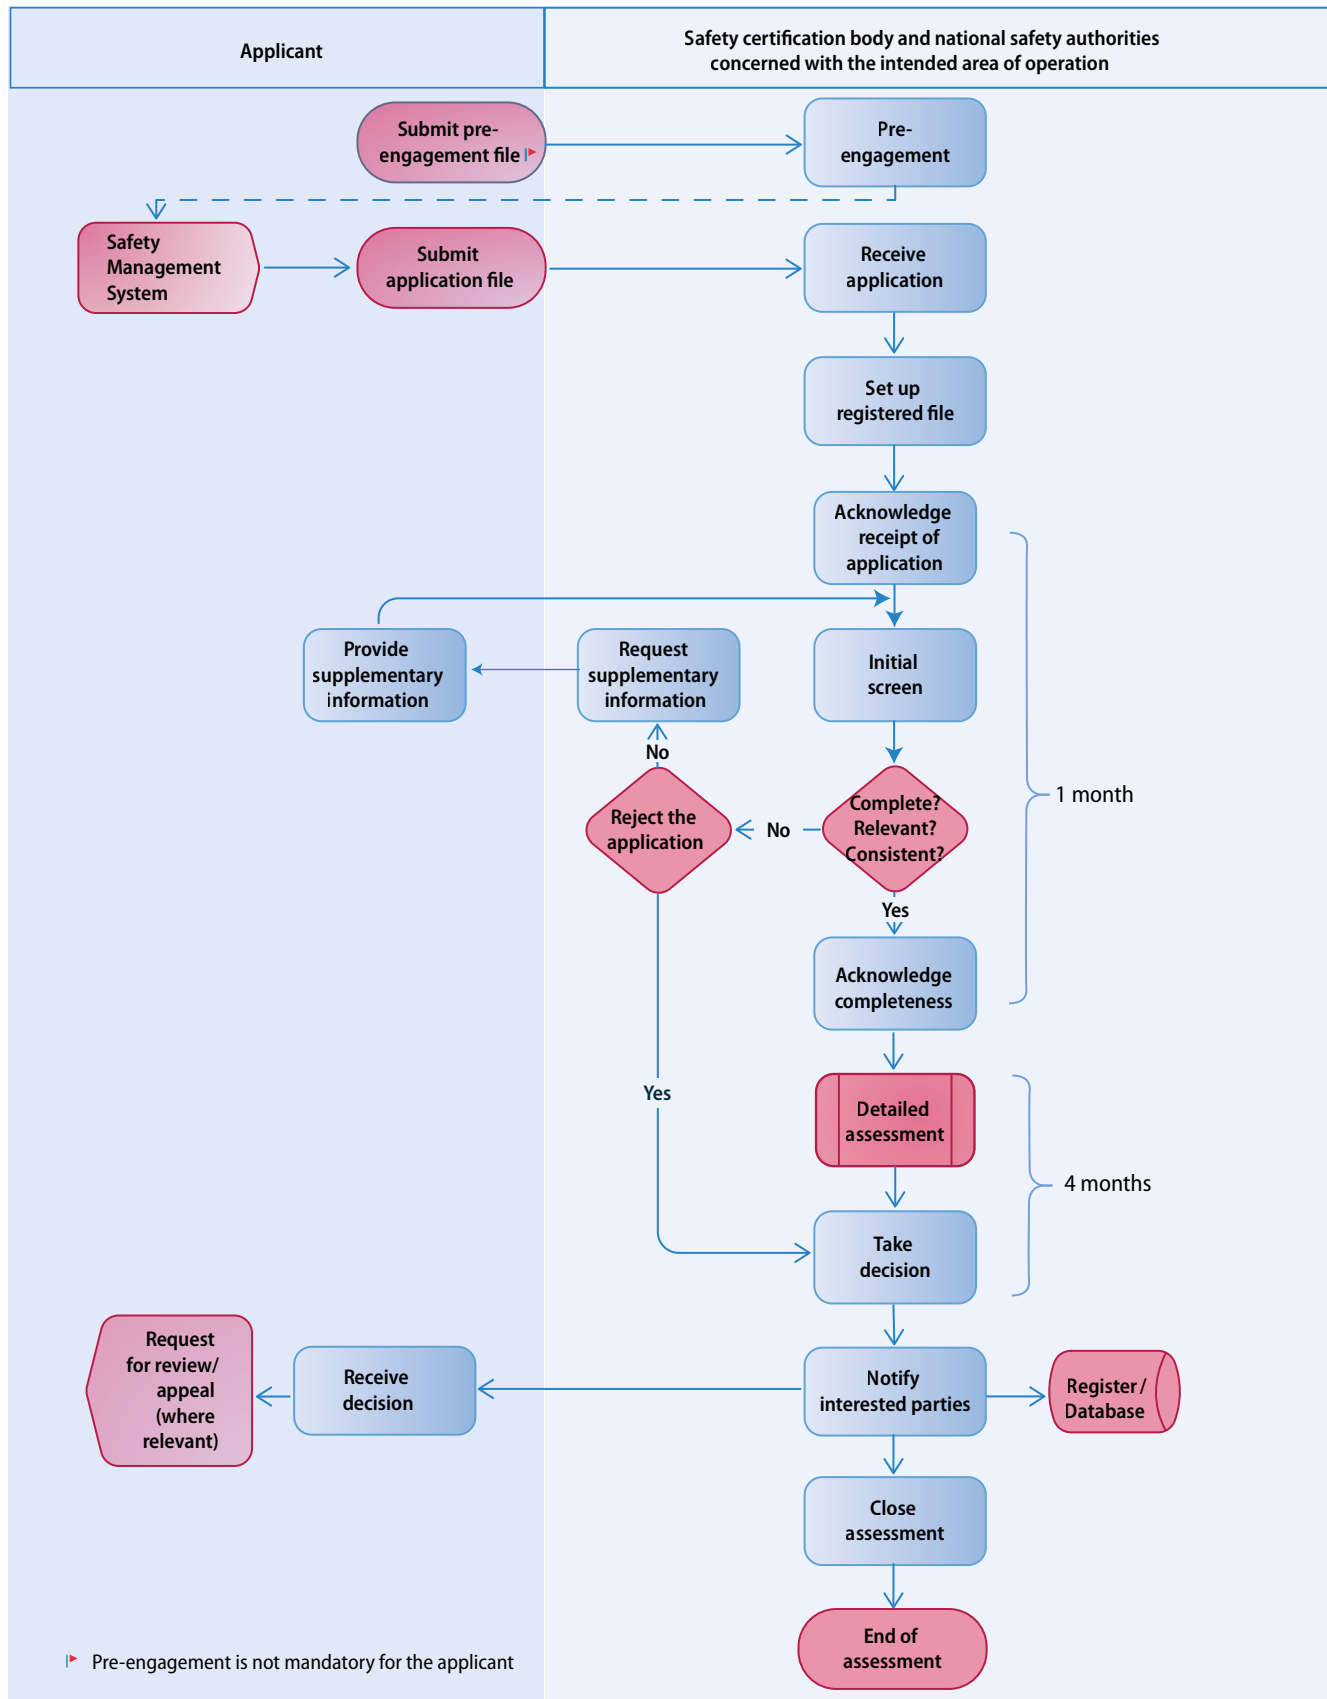 Applicant
Safety certification body and national safety authorities
concerned with the intended area of operation
Submit pre-
engagement file
Pre-
engagement
Safety
Management
System
Submit
application file
Receive
application
Set up
registered file
Acknowledge
receipt of
application
Provide
supplementary
information
Request
supplementary
information
Initial
screen
No
Reject the
application
No
Complete?
Relevant?
Consistent?
1 month
Yes
Acknowledge
completeness
Yes
Detailed
assessment
4 months
Take
decision
Request
for review/
appeal
(where
relevant)
Receive
decision
Notify
interested parties
Register /
Database
Close
assessment
End of
assessment
Pre-engagement is not mandatory for the applicant